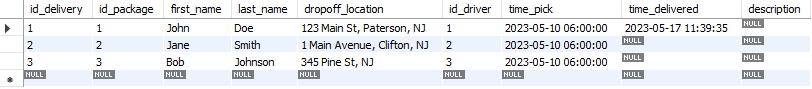 id_delivery id_package first_name last_name dropoff_location id_driver time_pick time_delivered description
1 1 John Doe 123 Main St, Paterson, NJ 1 2023-05-10 06:00:00 2023-05-17 11:39:35 NULL
2 2 Jane Smith 1 Main Avenue, Clifton, NJ 2 2023-05-10 06:00:00 NULL NULL
3 3 Bob Johnson 345 Pine St, NJ 3 2023-05-10 06:00:00 NULL NULL
NULL NULL NULL NULL NULL NULL NULL NULL NULL